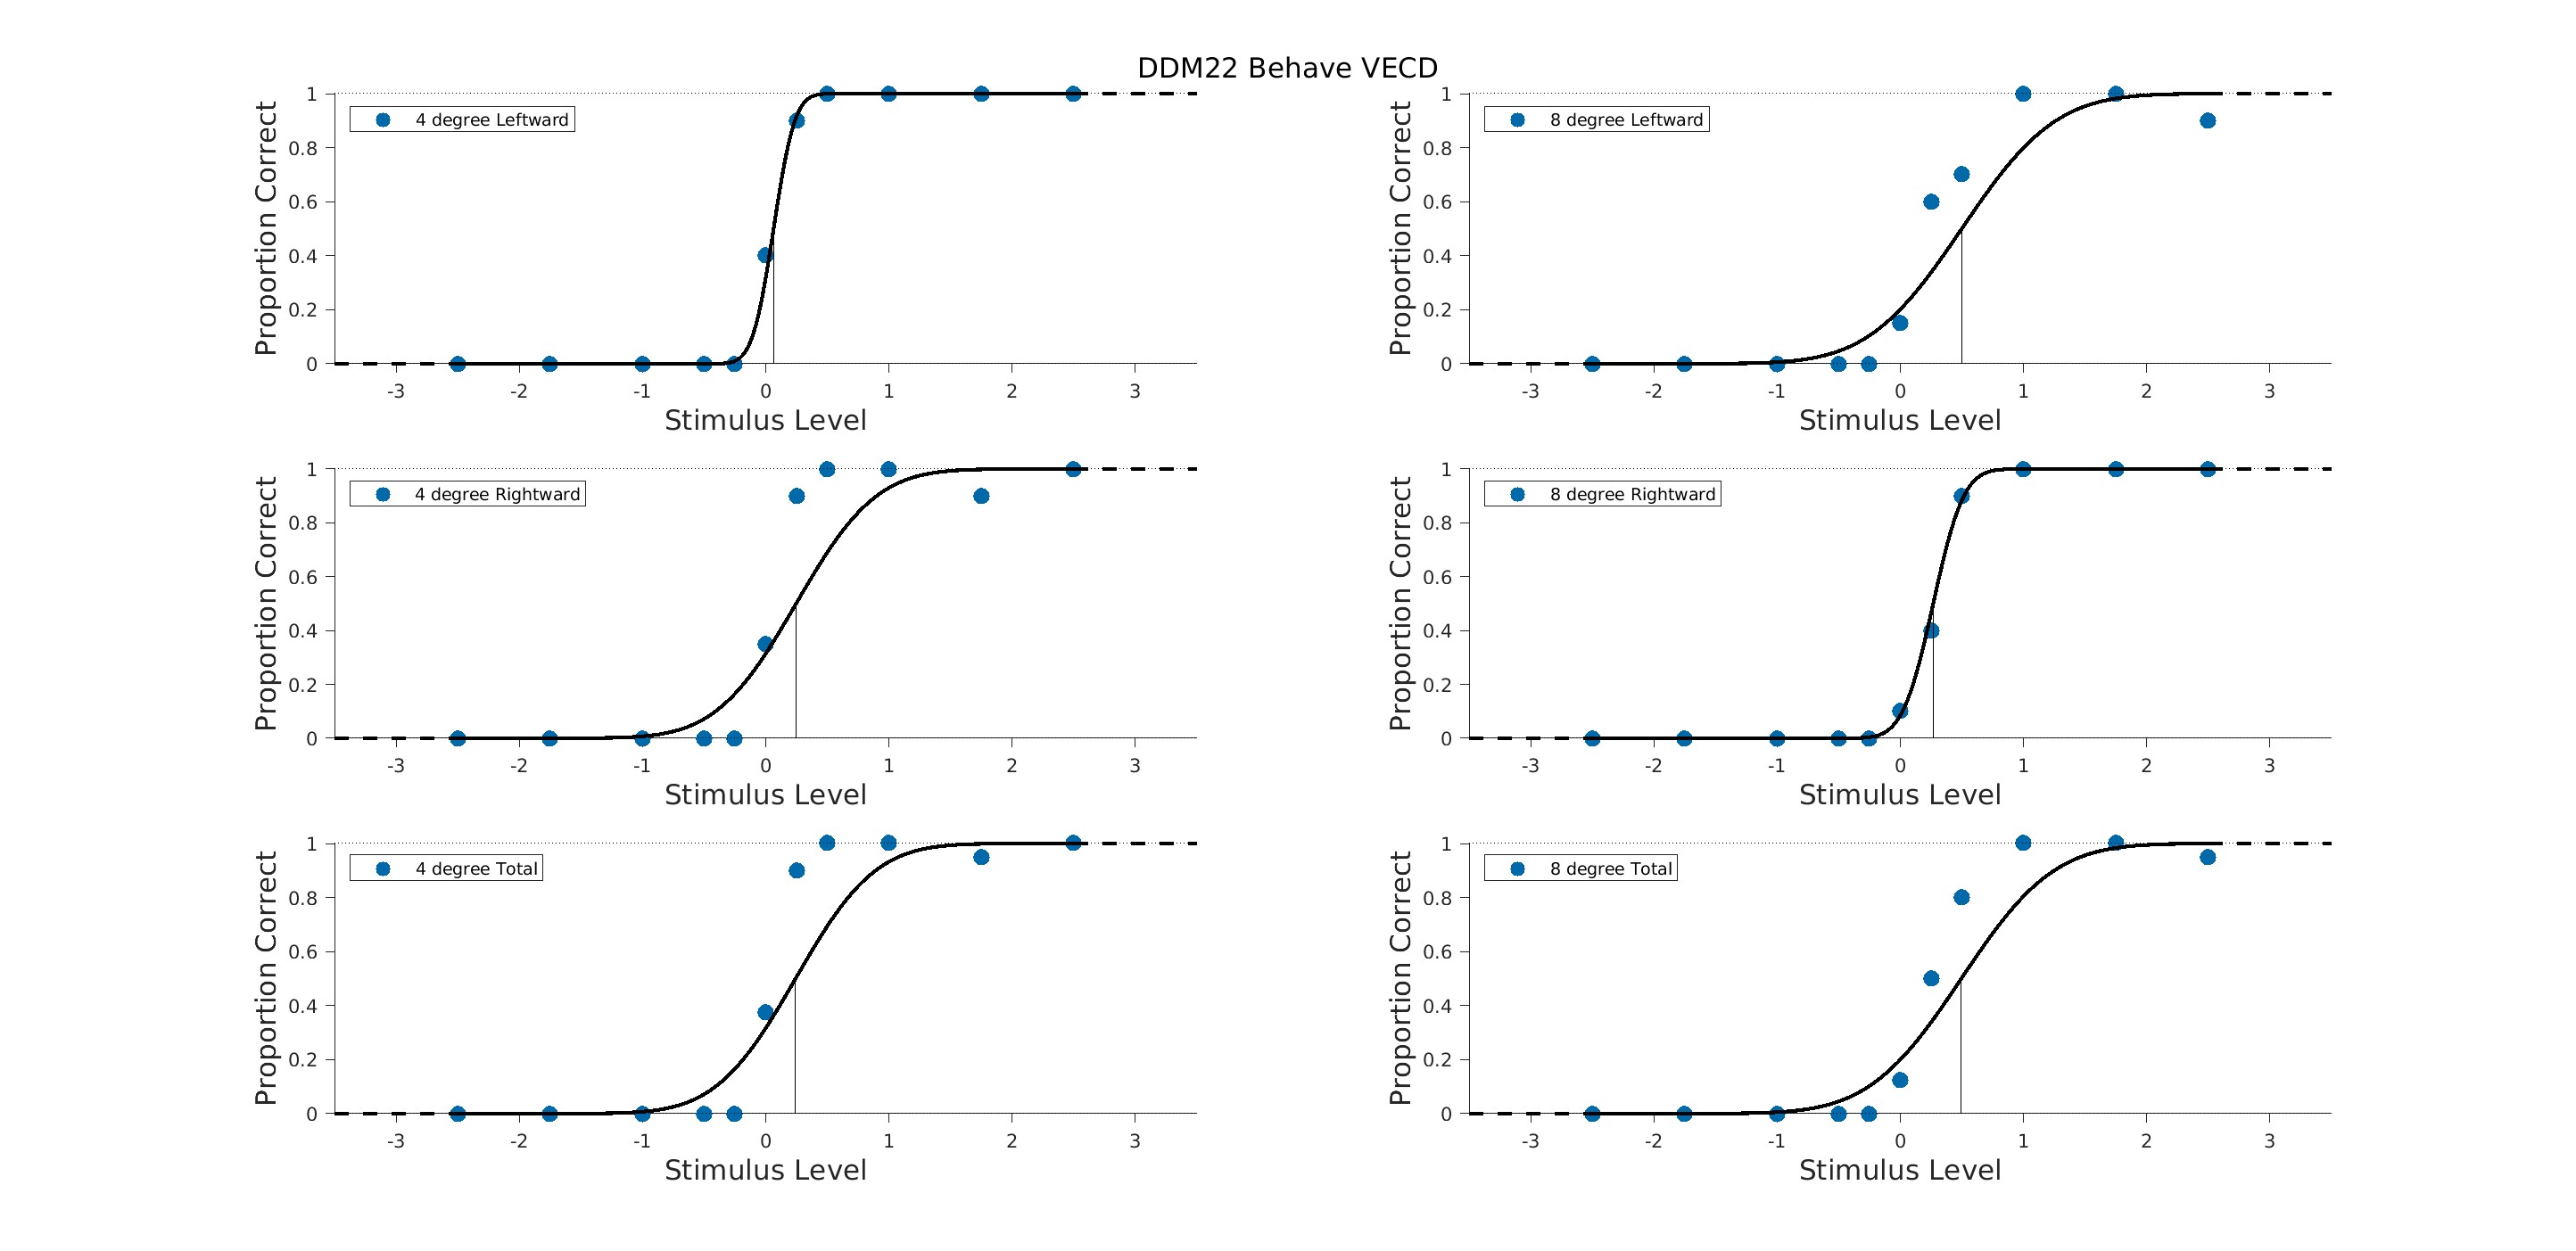 DDM22 Behave VECD
4 degree Leftward
Proportion Correct
1
0.8
0.6
0.4
0.2
0
-3 -2 -1 0 1 2 3
Stimulus Level
8 degree Leftward
Proportion Correct
1
0.8
0.6
0.4
0.2
0
-3 -2 -1 0 1 2 3
Stimulus Level
4 degree Rightward
Proportion Correct
1
0.8
0.6
0.4
0.2
0
-3 -2 -1 0 1 2 3
Stimulus Level
8 degree Rightward
Proportion Correct
1
0.8
0.6
0.4
0.2
0
-3 -2 -1 0 1 2 3
Stimulus Level
4 degree Total
Proportion Correct
1
0.8
0.6
0.4
0.2
0
-3 -2 -1 0 1 2 3
Stimulus Level
8 degree Total
Proportion Correct
1
0.8
0.6
0.4
0.2
0
-3 -2 -1 0 1 2 3
Stimulus Level